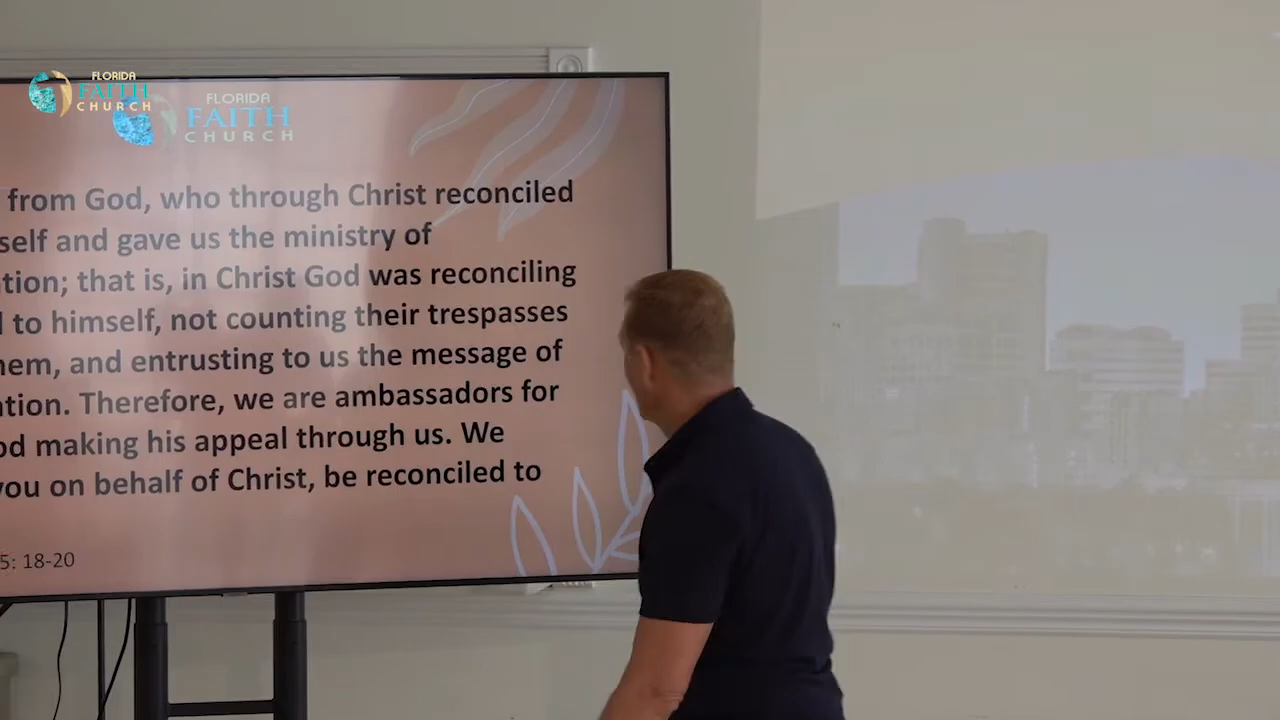 FLORIDA
FAITH
CHURCH
FLORIDA
FAITH
CHURCH
from God, who through Christ reconciled
self and gave us the ministry of
tion; that is, in Christ God was reconciling
to himself, not counting their trespasses
hem, and entrusting to us the message of
ation. Therefore, we are ambassadors for
od making his appeal through us. We
you on behalf of Christ, be reconciled to
5: 18-20